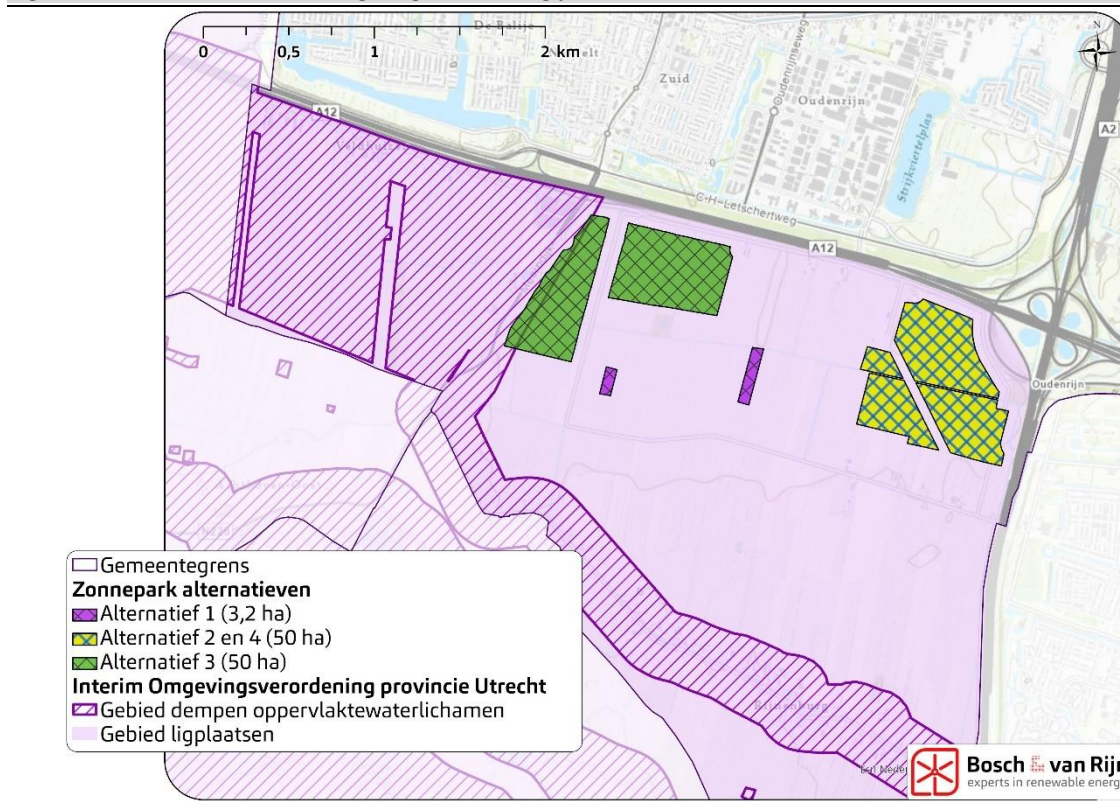 De Balije
0 0,5 1 2 km
N
Zuid
Oudenrijnseweg
Oudenrijn
A2
A12
Strijkviertelplas
C-H-Letschertweg
A12
Oudenrijn
Gemeentegrens
Zonnepark alternatieven
Alternatief 1 (3,2 ha)
Alternatief 2 en 4 (50 ha)
Alternatief 3 (50 ha)
Interim Omgevingsverordening provincie Utrecht
Gebied dempen oppervlaktewaterlichamen
Gebied ligplaatsen
Bosch & van Rijn
experts in renewable energ